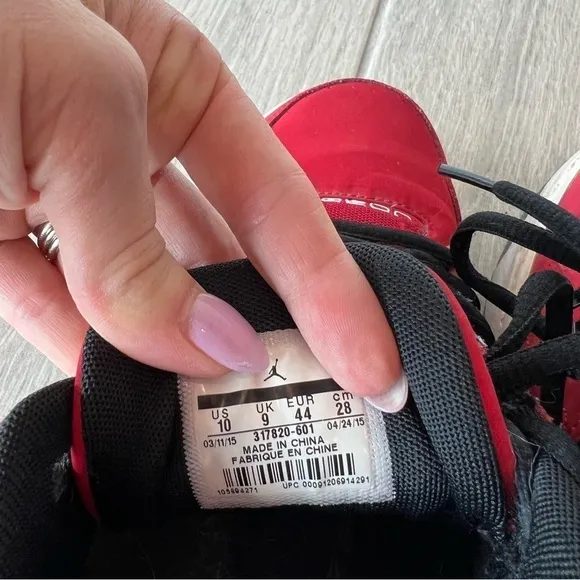 US UK EUR cm
10 9 44 28
03/11/15 317820-601 04/24/15
MADE IN CHINA
FABRIQUE EN CHINE
105694271 UPC 00091206914291